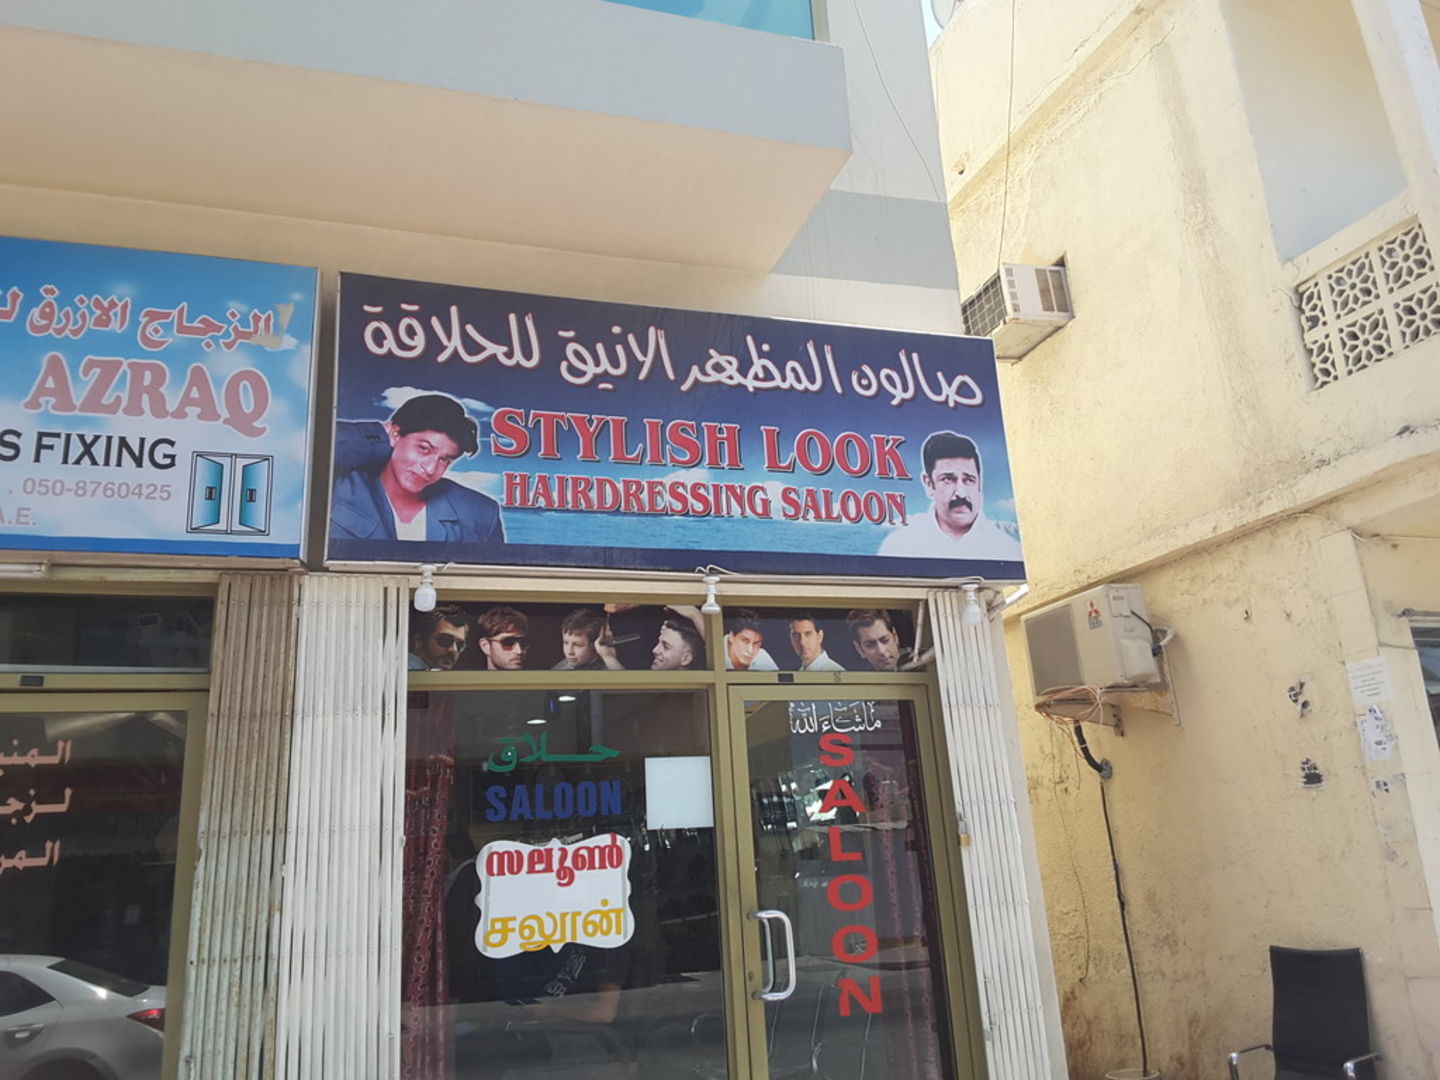 الزجاج الازرق
AZRAQ
S FIXING
, 050-8760425
A.E.
صالون المظهر الانيق للحلاقة
STYLISH LOOK
HAIRDRESSING SALOON
حلاق
SALOON
സലൂൺ
சலூன்
ماشاء الله
SALOON